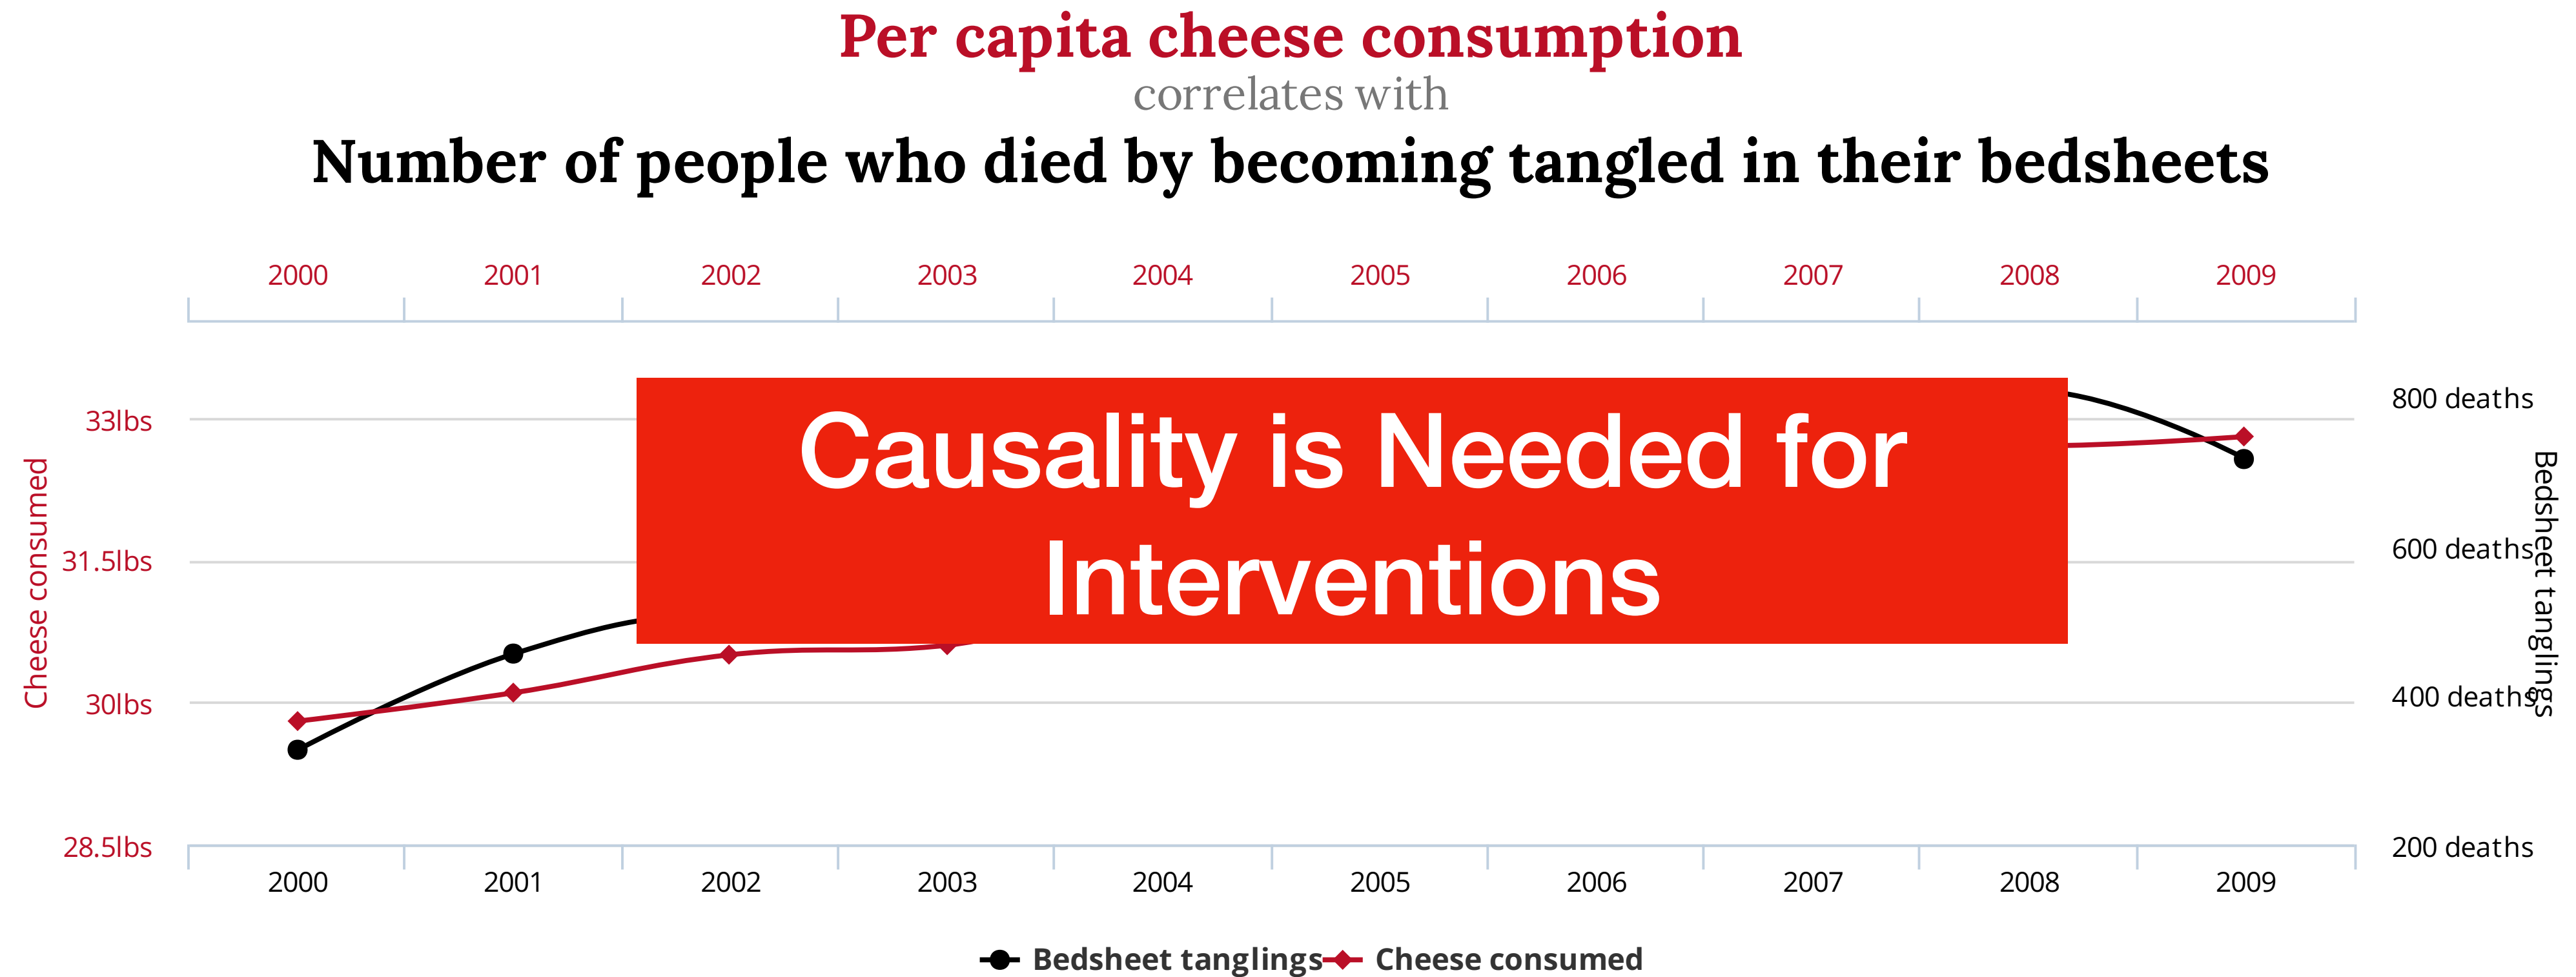 Per capita cheese consumption
correlates with
Number of people who died by becoming tangled in their bedsheets
2000 2001 2002 2003 2004 2005 2006 2007 2008 2009
Causality is Needed for
Interventions
Cheese consumed
33lbs
31.5lbs
30lbs
28.5lbs
800 deaths
600 deaths
400 deaths
200 deaths
Bedsheet tanglings
2000 2001 2002 2003 2004 2005 2006 2007 2008 2009
Bedsheet tanglings Cheese consumed